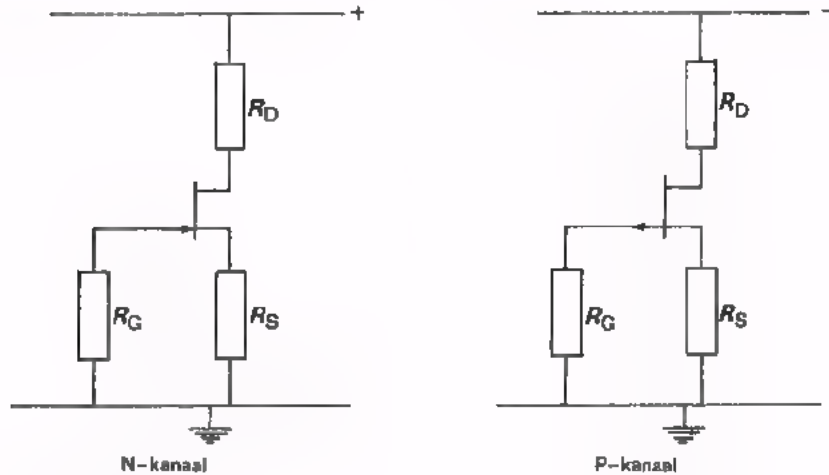 +
R_D
R_G
R_S
N-kanaal
-
R_D
R_G
R_S
P-kanaal